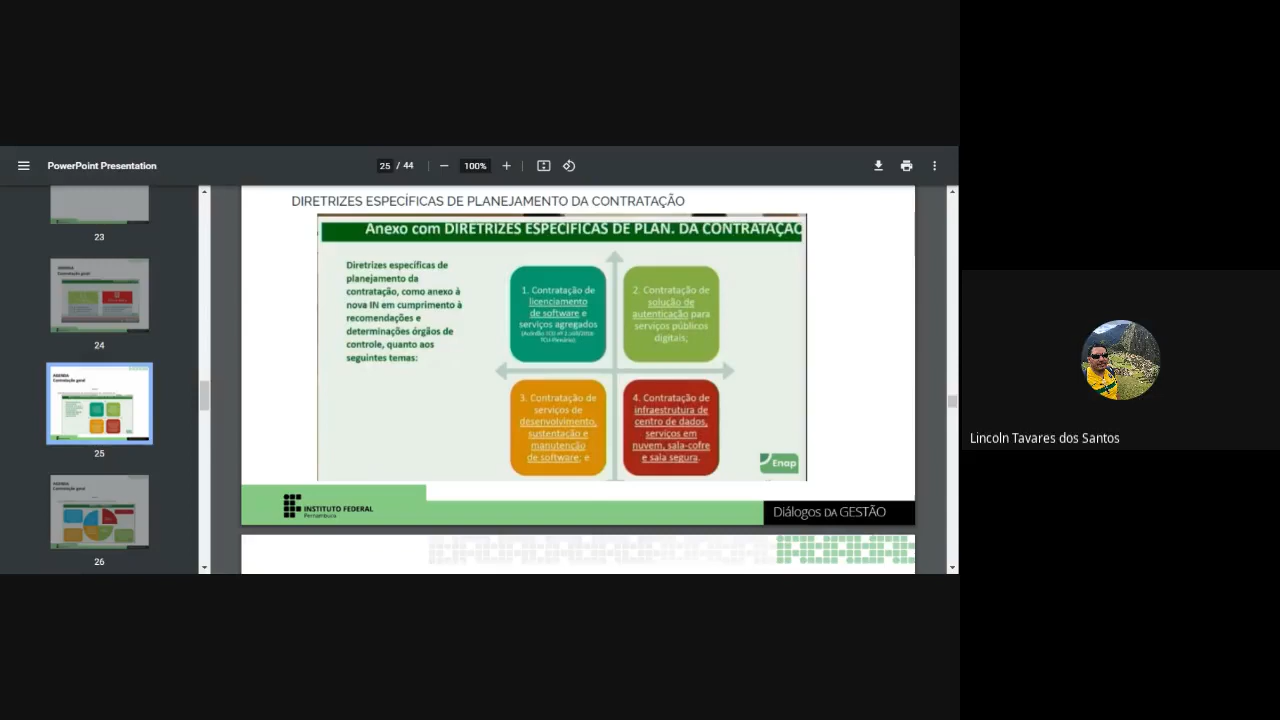 PowerPoint Presentation
25 / 44
100%
23
24
25
26
DIRETRIZES ESPECÍFICAS DE PLANEJAMENTO DA CONTRATAÇÃO
Anexo com DIRETRIZES ESPECÍFICAS DE PLAN. DA CONTRATAÇÃO
Diretrizes específicas de
planejamento da
contratação, como anexo à
nova IN em cumprimento à
recomendações e
determinações órgãos de
controle, quanto aos
seguintes temas:
1. Contratação de
licenciamento
de software e
serviços agregados
2. Contratação de
solução de
autenticação para
serviços públicos
digitais;
3. Contratação de
serviços de
desenvolvimento,
sustentação e
manutenção
de software; e
4. Contratação de
infraestrutura de
centro de dados,
serviços em
nuvem, sala-cofre
e sala segura.
Enap
INSTITUTO FEDERAL
Pernambuco
Diálogos DA GESTÃO
Lincoln Tavares dos Santos